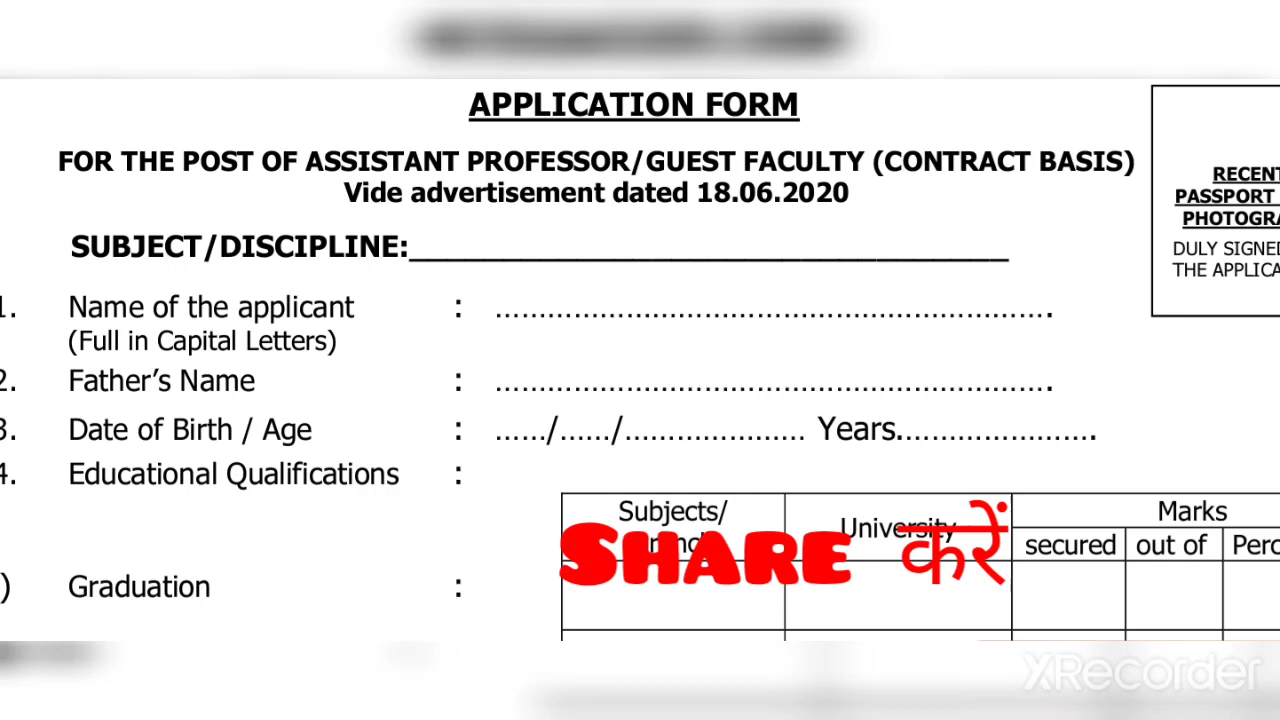 APPLICATION FORM
FOR THE POST OF ASSISTANT PROFESSOR/GUEST FACULTY (CONTRACT BASIS)
Vide advertisement dated 18.06.2020
RECENT
PASSPORT
PHOTOGRA
DULY SIGNED
THE APPLICA
SUBJECT/DISCIPLINE:____________________________________
1. Name of the applicant : ................................................................
(Full in Capital Letters)
2. Father's Name : ................................................................
3. Date of Birth / Age : ....../....../..................... Years.......................
4. Educational Qualifications :
Subjects/ University Marks
secured out of Perc
SHARE करें
) Graduation :
XRecorder